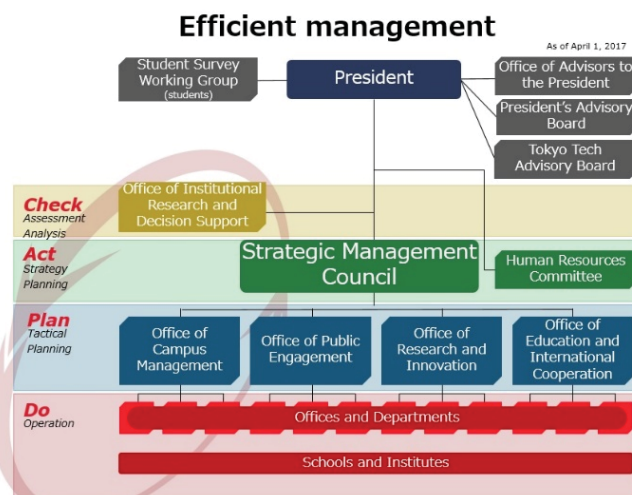 Efficient management
As of April 1, 2017
Student Survey
Working Group
(students)
President
Office of Advisors to
the President
President's Advisory
Board
Tokyo Tech
Advisory Board
Check
Assessment
Analysis
Office of Institutional
Research and
Decision Support
Act
Strategy
Planning
Strategic Management
Council
Human Resources
Committee
Plan
Tactical
Planning
Office of
Campus
Management
Office of Public
Engagement
Office of
Research and
Innovation
Office of
Education and
International
Cooperation
Do
Operation
Offices and Departments
Schools and Institutes